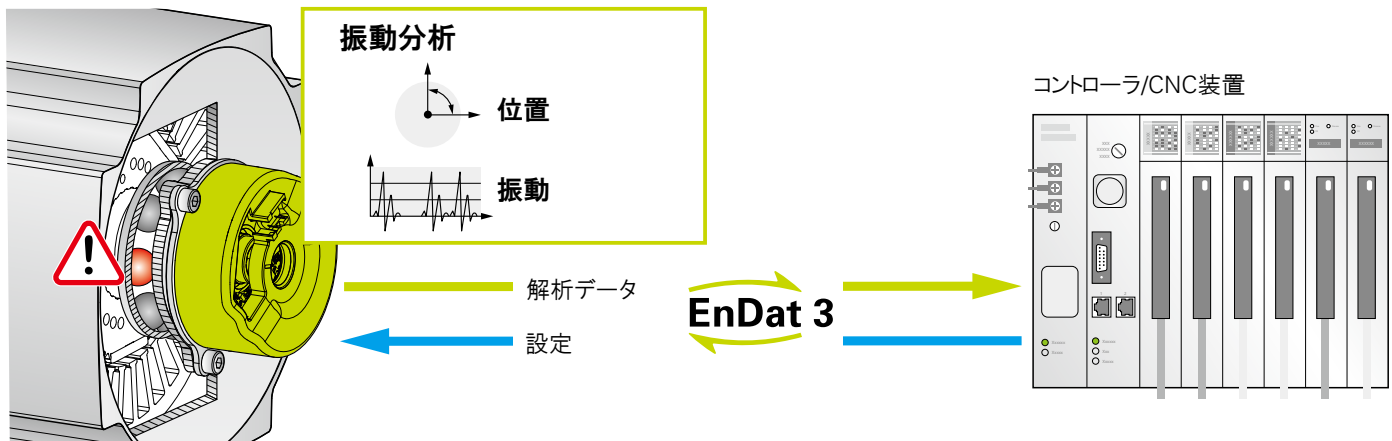 振動分析
位置
振動
コントローラ/CNC装置
解析データ
設定
EnDat 3